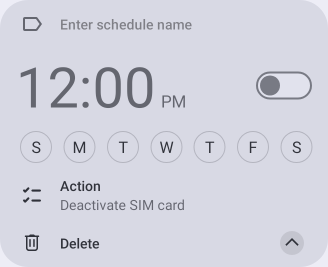 Enter schedule name
12:00 PM
S M T W T F S
Action
Deactivate SIM card
Delete